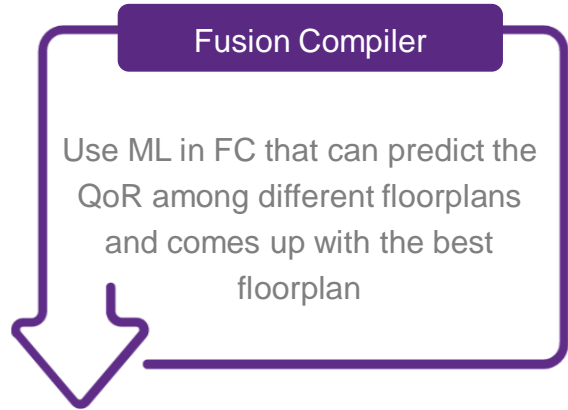 Fusion Compiler
Use ML in FC that can predict the
QoR among different floorplans
and comes up with the best
floorplan